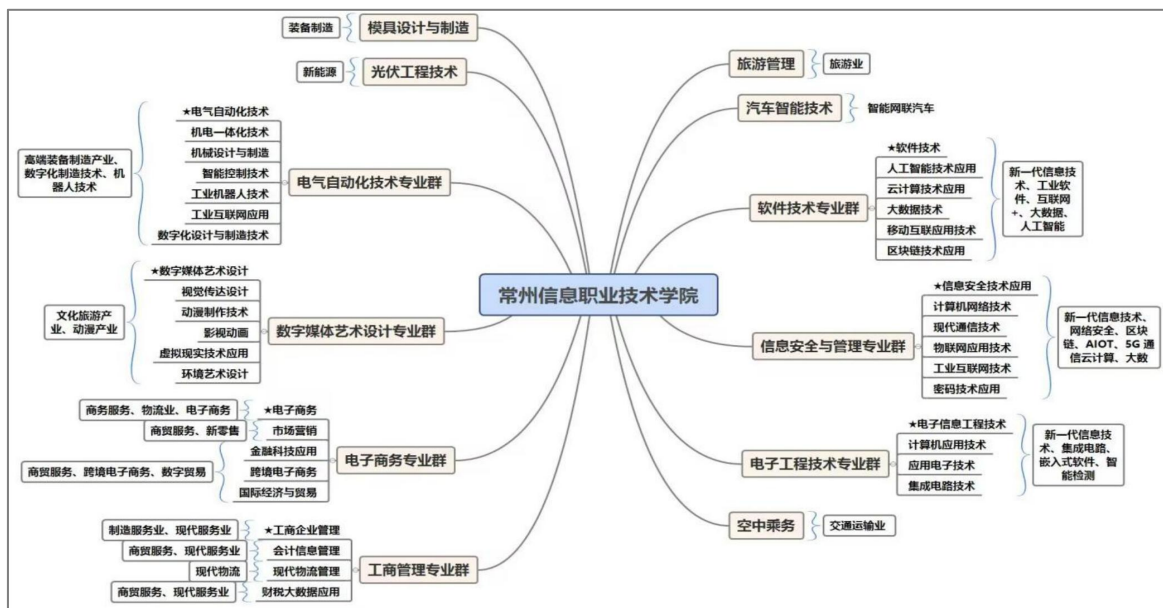 常州信息职业技术学院
装备制造
模具设计与制造
新能源
光伏工程技术
高端装备制造产业、
数字化制造技术、机
器人技术
★电气自动化技术
机电一体化技术
机械设计与制造
智能控制技术
工业机器人技术
工业互联网应用
数字化设计与制造技术
电气自动化技术专业群
文化旅游产
业、动漫产业
★数字媒体艺术设计
视觉传达设计
动漫制作技术
影视动画
虚拟现实技术应用
环境艺术设计
数字媒体艺术设计专业群
商务服务、物流业、电子商务
★电子商务
商贸服务、新零售
市场营销
商贸服务、跨境电子商务、数字贸易
金融科技应用
跨境电子商务
国际经济与贸易
电子商务专业群
制造服务业、现代服务业
★工商企业管理
商贸服务、现代服务业
会计信息管理
现代物流
现代物流管理
商贸服务、现代服务业
财税大数据应用
工商管理专业群
旅游管理
旅游业
汽车智能技术
智能网联汽车
软件技术专业群
★软件技术
人工智能技术应用
云计算技术应用
大数据技术
移动互联应用技术
区块链技术应用
新一代信息技
术、工业软
件、互联网
+、大数据、
人工智能
信息安全与管理专业群
★信息安全技术应用
计算机网络技术
现代通信技术
物联网应用技术
工业互联网技术
密码技术应用
新一代信息技术、
网络安全、区块
链、AIOT、5G 通
信云计算、大数
电子工程技术专业群
★电子信息工程技术
计算机应用技术
应用电子技术
集成电路技术
新一代信息技
术、集成电路、
嵌入式软件、智
能检测
空中乘务
交通运输业